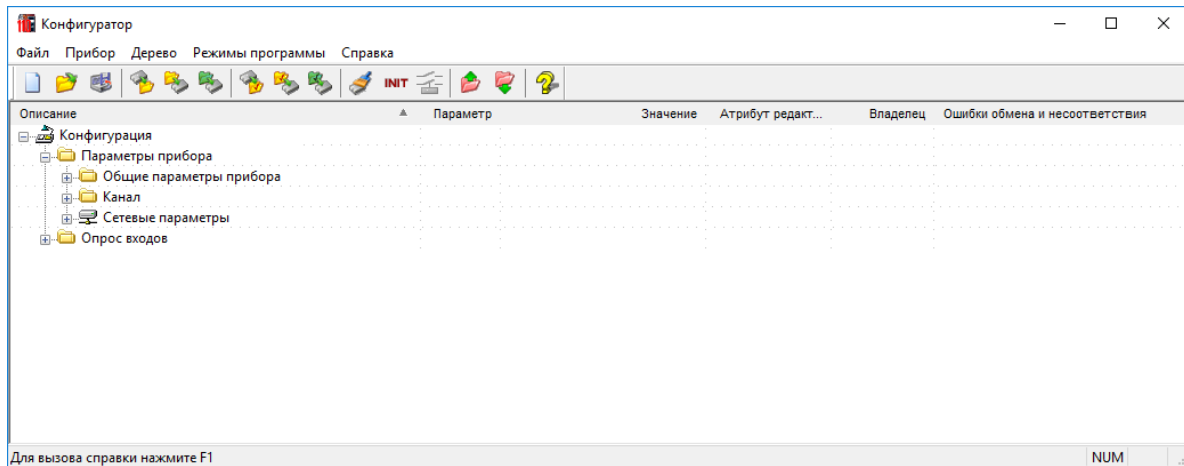 Конфигуратор
Файл Прибор Дерево Режимы программы Справка
INIT
Описание Параметр Значение Атрибут редакт... Владелец Ошибки обмена и несоответствия
Конфигурация
Параметры прибора
Общие параметры прибора
Канал
Сетевые параметры
Опрос входов
Для вызова справки нажмите F1 NUM